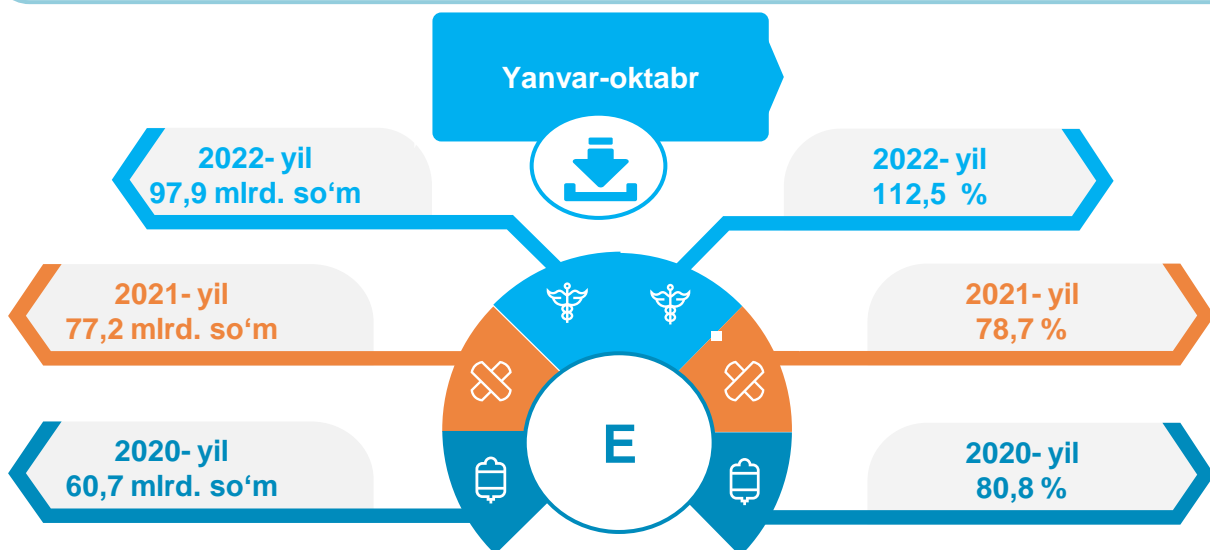 Yanvar-oktabr
2022- yil
97,9 mlrd. so‘m
2022- yil
112,5 %
2021- yil
77,2 mlrd. so‘m
2021- yil
78,7 %
2020- yil
60,7 mlrd. so‘m
E
2020- yil
80,8 %